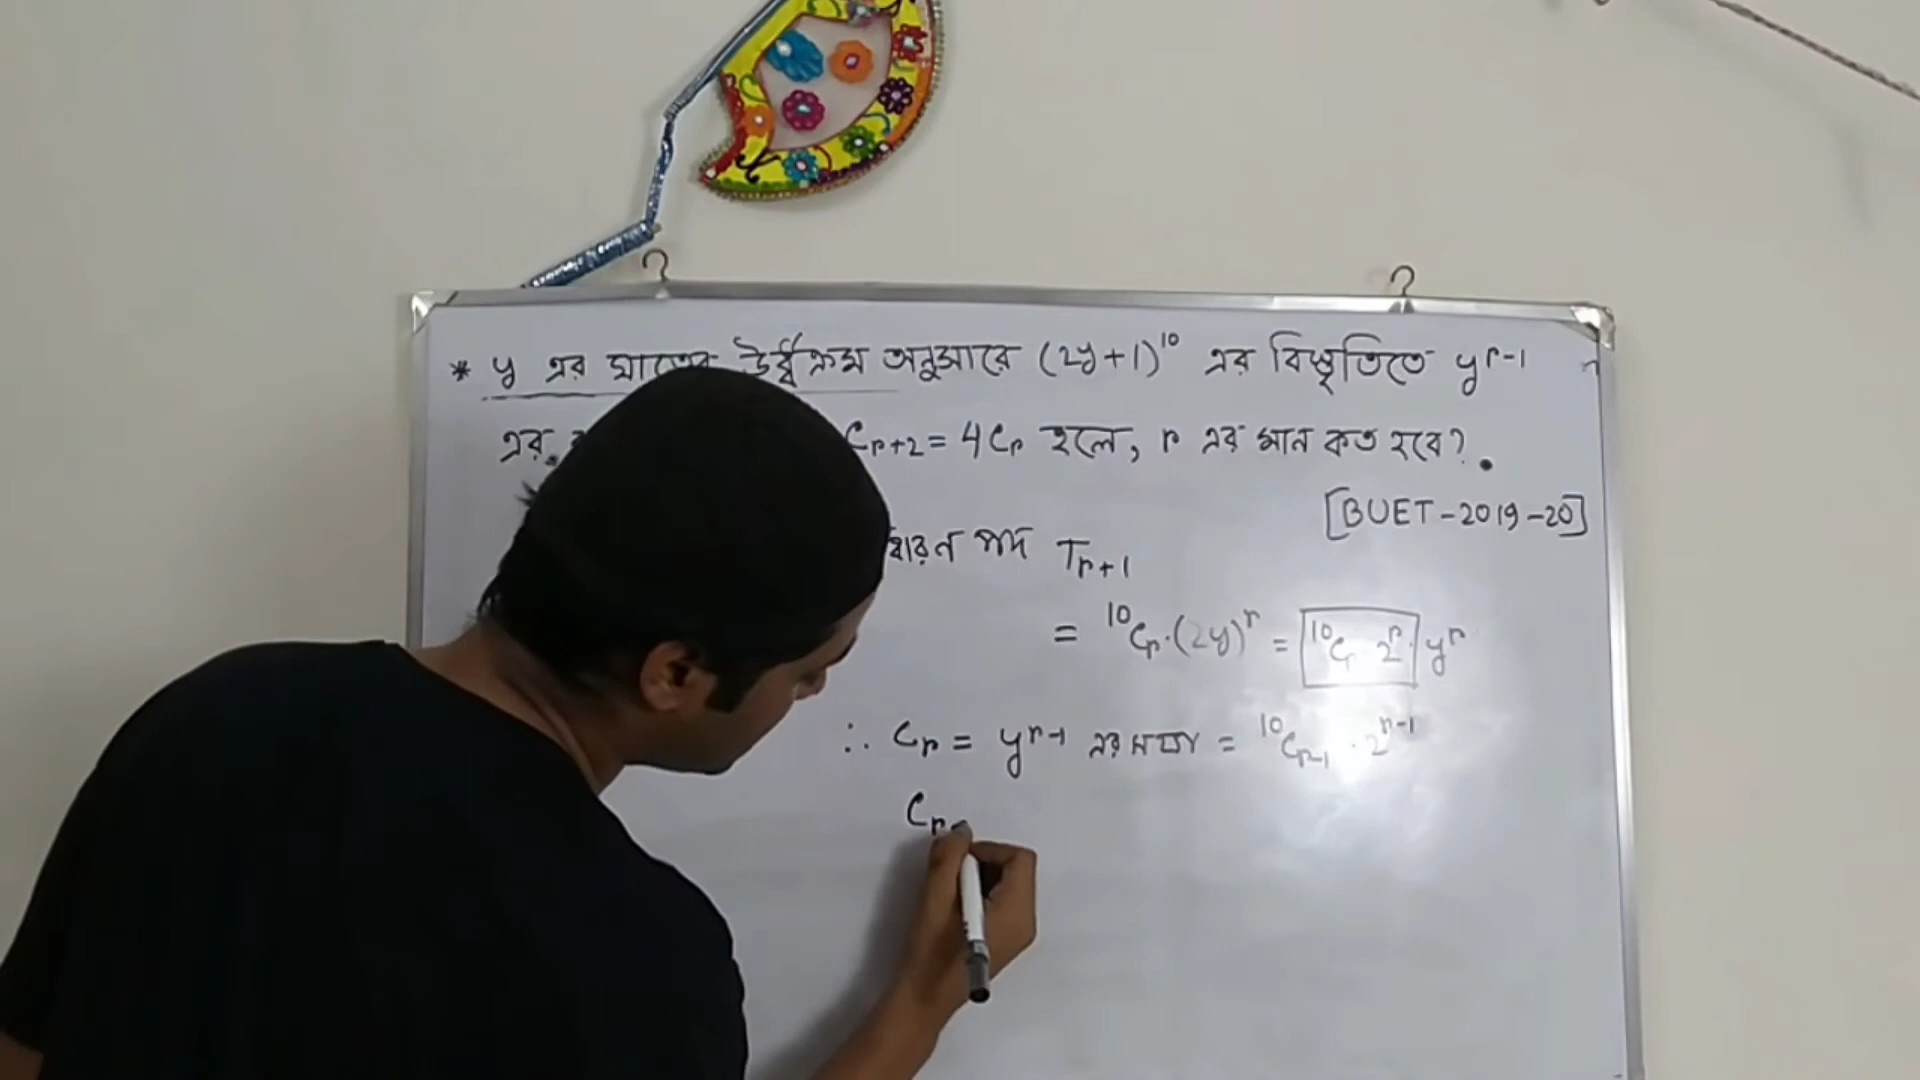 * y এর ঘাতের উর্ধ্বক্রম অনুসারে (2y+1)¹⁰ এর বিস্তৃতিতে yʳ⁻¹
এর Cᵣ₊₂ = 4Cᵣ হলে, r এর মান কত হবে?
[BUET-2019-20]
পদ Tᵣ₊₁
= ¹⁰Cᵣ·(2y)ʳ = ¹⁰Cᵣ·2ʳ·yʳ
∴ Cᵣ = yʳ⁻¹ এর সহগ = ¹⁰Cᵣ₋₁·2ʳ⁻¹
Cᵣ